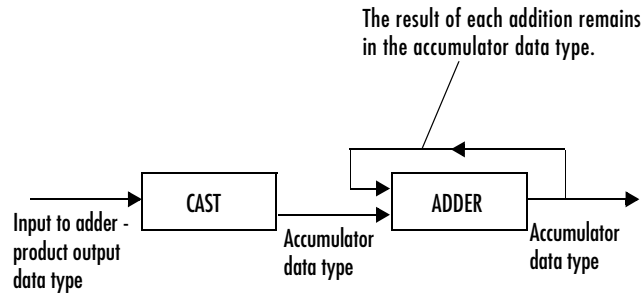 The result of each addition remains
in the accumulator data type.
CAST
ADDER
Input to adder -
product output
data type
Accumulator
data type
Accumulator
data type